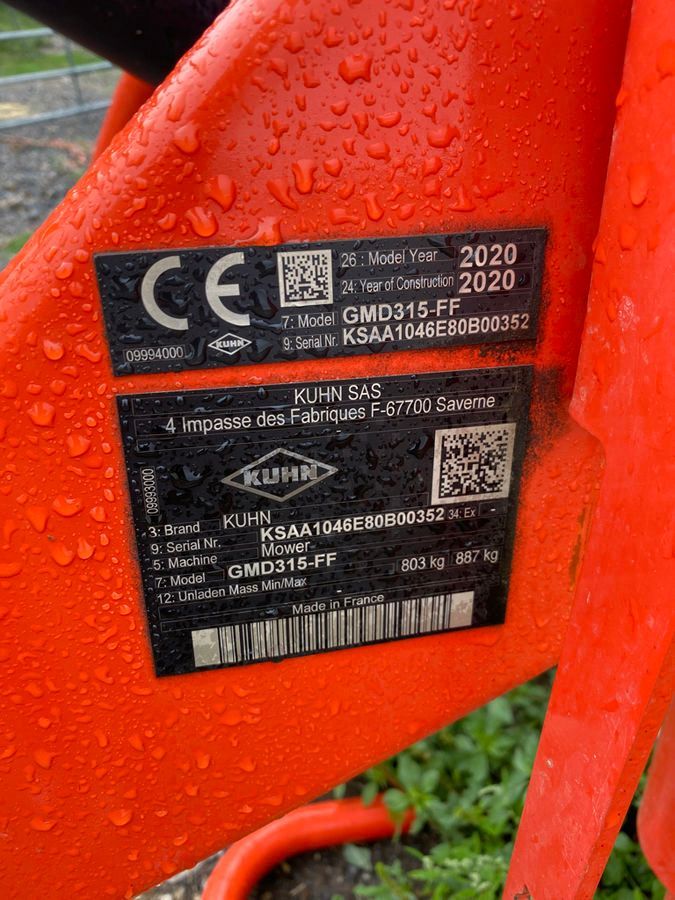 CE
26 : Model Year 2020
24: Year of Construction 2020
7: Model GMD315-FF
9: Serial Nr. KSAA1046E80B00352
09994000
KUHN
KUHN SAS
4 Impasse des Fabriques F-67700 Saverne
-
KUHN
09993000
3: Brand KUHN
9: Serial Nr. KSAA1046E80B00352 34: Ex -
5: Machine Mower
7: Model GMD315-FF
12: Unladen Mass Min/Max 803 kg 887 kg
Made in France